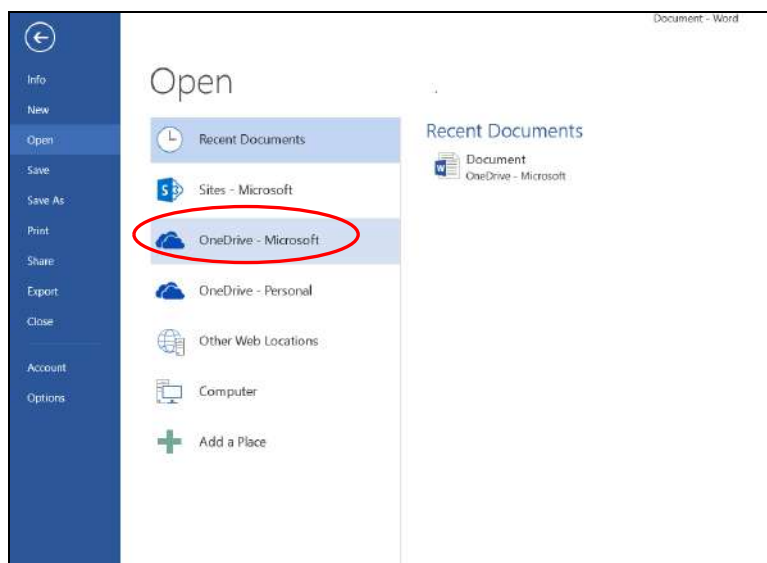 Document - Word
Info
New
Open
Save
Save As
Print
Share
Export
Close
Account
Options
Open
Recent Documents
Sites - Microsoft
OneDrive - Microsoft
OneDrive - Personal
Other Web Locations
Computer
Add a Place
Recent Documents
Document
OneDrive - Microsoft